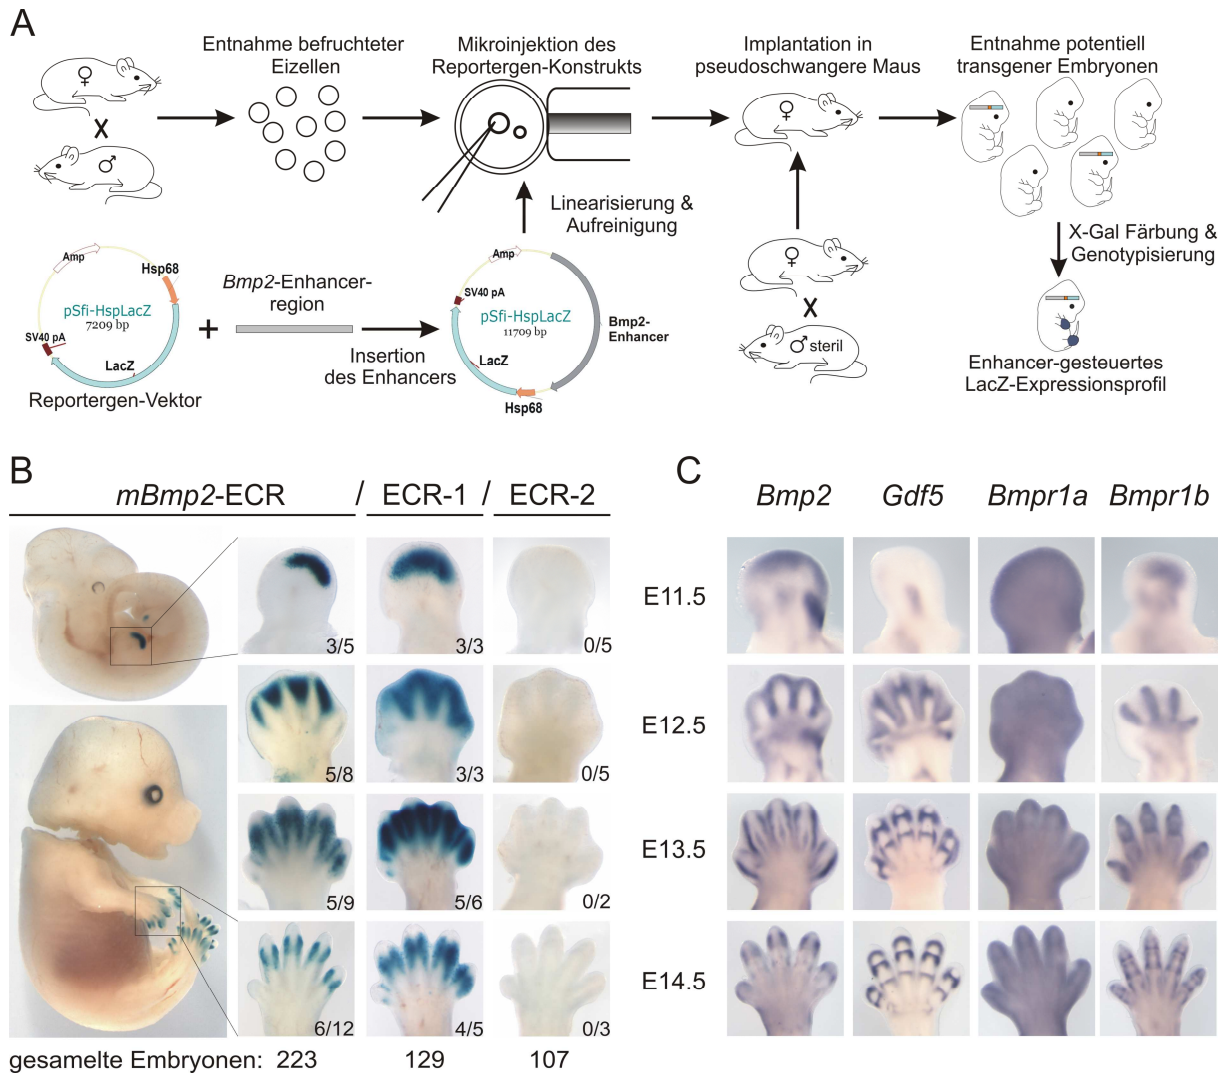 A
Entnahme befruchteter
Eizellen
Mikroinjektion des
Reportergen-Konstrukts
Implantation in
pseudoschwangere Maus
Entnahme potentiell
transgener Embryonen
♀
X
♂
♀
Linearisierung &
Aufreinigung
X-Gal Färbung &
Genotypisierung
Amp
Hsp68
pSfi-HspLacZ
7209 bp
SV40 pA
LacZ
Reportergen-Vektor
+
Bmp2-Enhancer-
region
Insertion
des Enhancers
Amp
SV40 pA
pSfi-HspLacZ
11709 bp
Bmp2-
Enhancer
LacZ
Hsp68
♀
X
♂ steril
Enhancer-gesteuertes
LacZ-Expressionsprofil
B
mBmp2-ECR / ECR-1 / ECR-2
3/5 3/3 0/5
5/8 3/3 0/5
5/9 5/6 0/2
6/12 4/5 0/3
gesamelte Embryonen: 223 129 107
C
Bmp2 Gdf5 Bmpr1a Bmpr1b
E11.5
E12.5
E13.5
E14.5